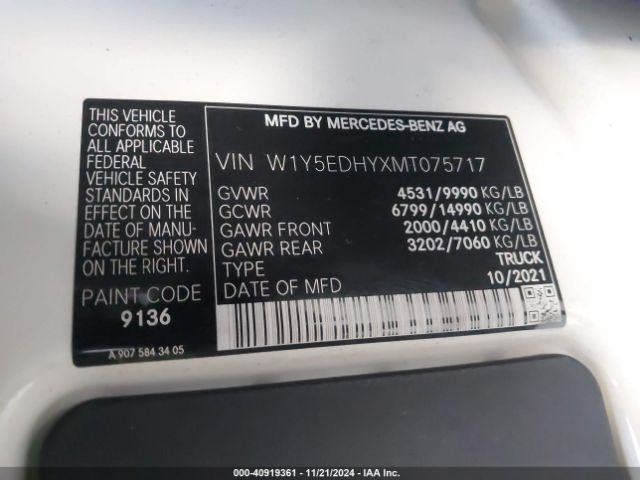 THIS VEHICLE
CONFORMS TO
ALL APPLICABLE
FEDERAL
VEHICLE SAFETY
STANDARDS IN
EFFECT ON THE
DATE OF MANU-
FACTURE SHOWN
ON THE RIGHT.
PAINT CODE
9136
A 907 584 34 05
MFD BY MERCEDES-BENZ AG
VIN W1Y5EDHYXMT075717
GVWR 4531/9990 KG/LB
GCWR 6799/14990 KG/LB
GAWR FRONT 2000/4410 KG/LB
GAWR REAR 3202/7060 KG/LB
TYPE TRUCK
DATE OF MFD 10/2021
000-40919361 - 11/21/2024 - IAA Inc.